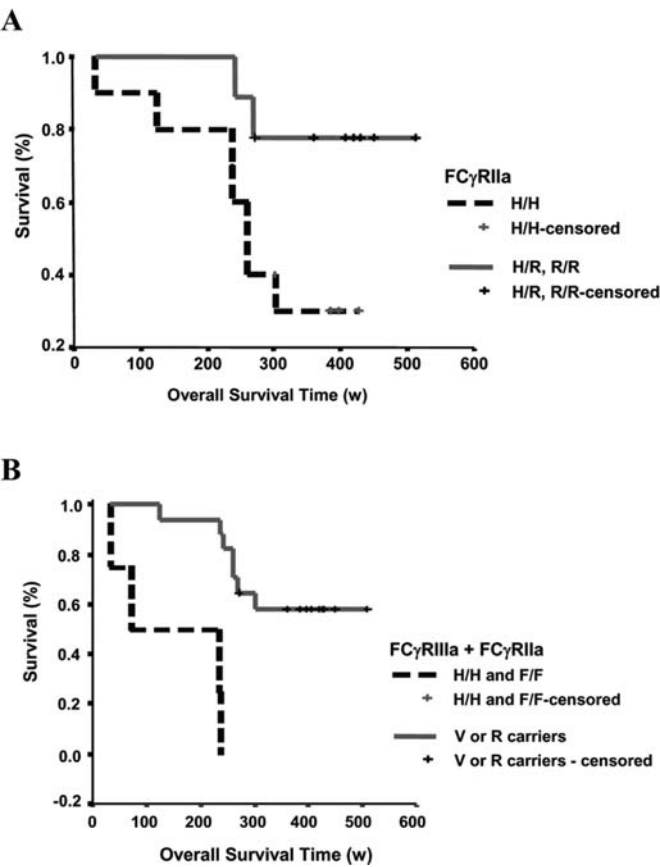 A
1.0
0.8
0.6
0.4
0.2
Survival (%)
0 100 200 300 400 500 600
Overall Survival Time (w)
FCγRIIa
H/H
H/H-censored
H/R, R/R
H/R, R/R-censored
B
1.0
0.8
0.6
0.4
0.2
0.0
-0.2
Survival (%)
0 100 200 300 400 500 600
Overall Survival Time (w)
FCγRIIIa + FCγRIIa
H/H and F/F
H/H and F/F-censored
V or R carriers
V or R carriers - censored